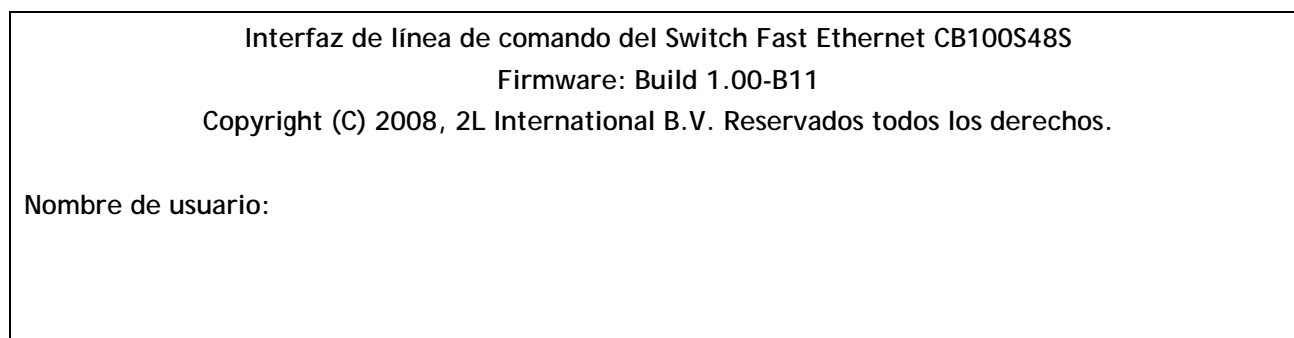 Interfaz de línea de comando del Switch Fast Ethernet CB100S48S
Firmware: Build 1.00-B11
Copyright (C) 2008, 2L International B.V. Reservados todos los derechos.
Nombre de usuario: